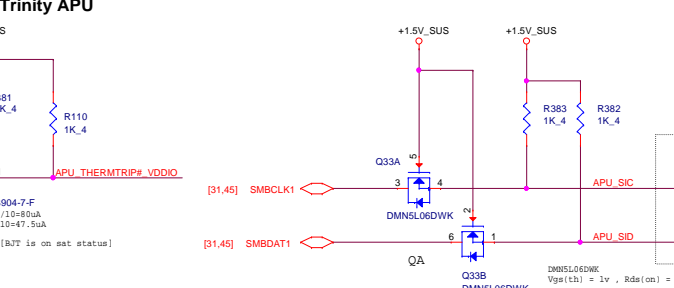 Trinity APU
S
+1.5V_SUS
+1.5V_SUS
381
K_4
R110
1K_4
R383
1K_4
R382
1K_4
5
Q33A
APU_THERMTRIP#_VDDIO
[31,45]
SMBCLK1
3
4
APU_SIC
904-7-F
/10=80uA
10=47.5uA
DMN5L06DWK
2
[BJT is on sat status]
[31,45]
SMBDAT1
6
1
APU_SID
QA
Q33B
DMN5L06DWK
DMN5L06DWK
Vgs(th) = 1v , Rds(on) =